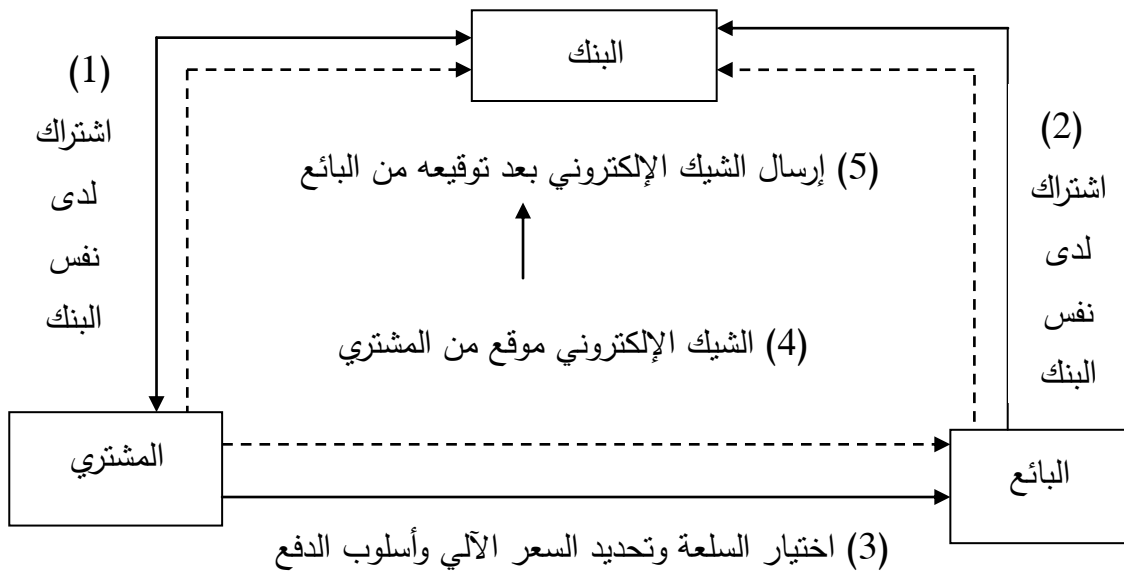 البنك
(1)
اشتراك
لدى
نفس
البنك
(2)
اشتراك
لدى
نفس
البنك
(5) إرسال الشيك الإلكتروني بعد توقيعه من البائع
(4) الشيك الإلكتروني موقع من المشتري
المشتري
البائع
(3) اختيار السلعة وتحديد السعر الآلي وأسلوب الدفع